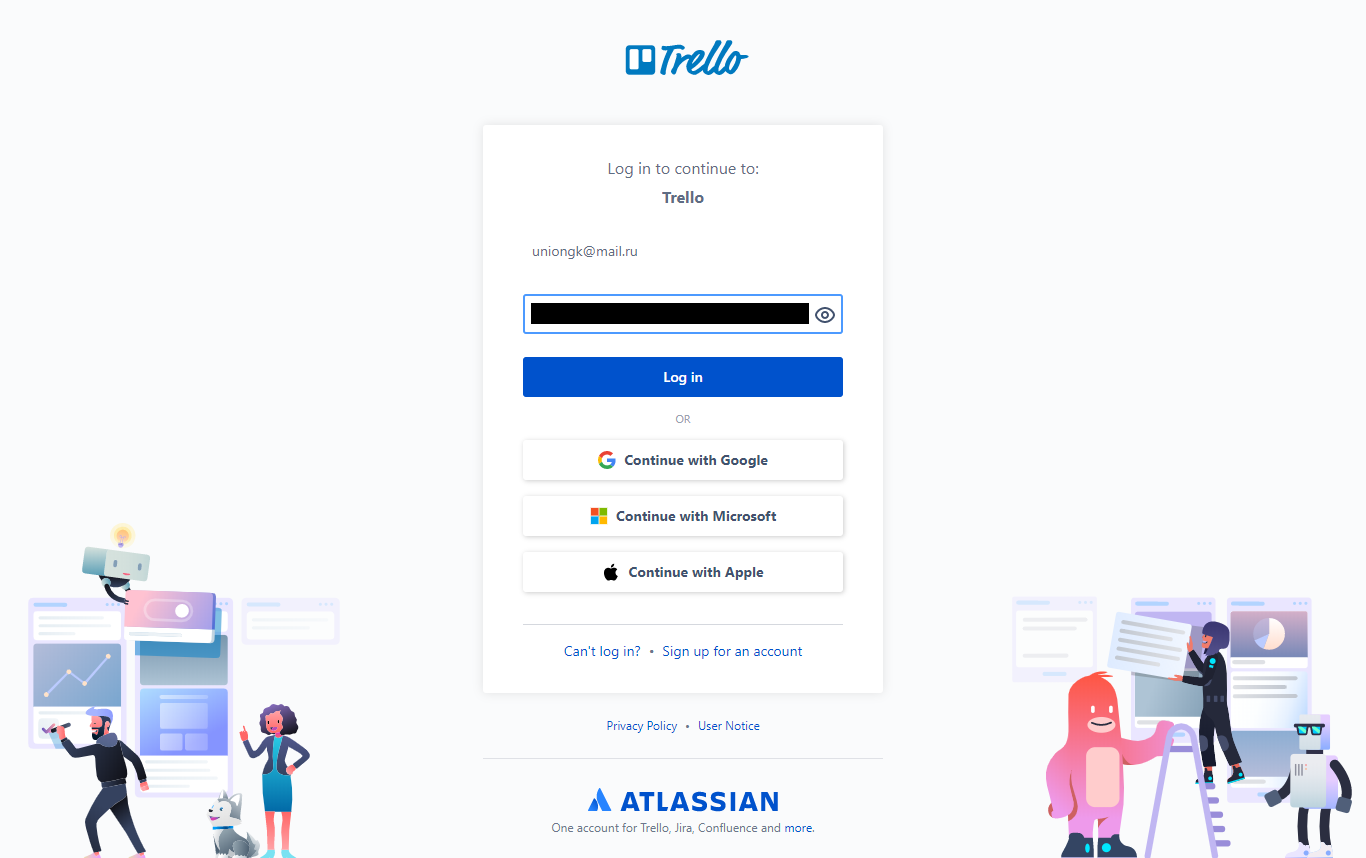 Trello
Log in to continue to:
Trello
uniongk@mail.ru
Log in
OR
Continue with Google
Continue with Microsoft
Continue with Apple
Can't log in? • Sign up for an account
Privacy Policy • User Notice
ATLASSIAN
One account for Trello, Jira, Confluence and more.